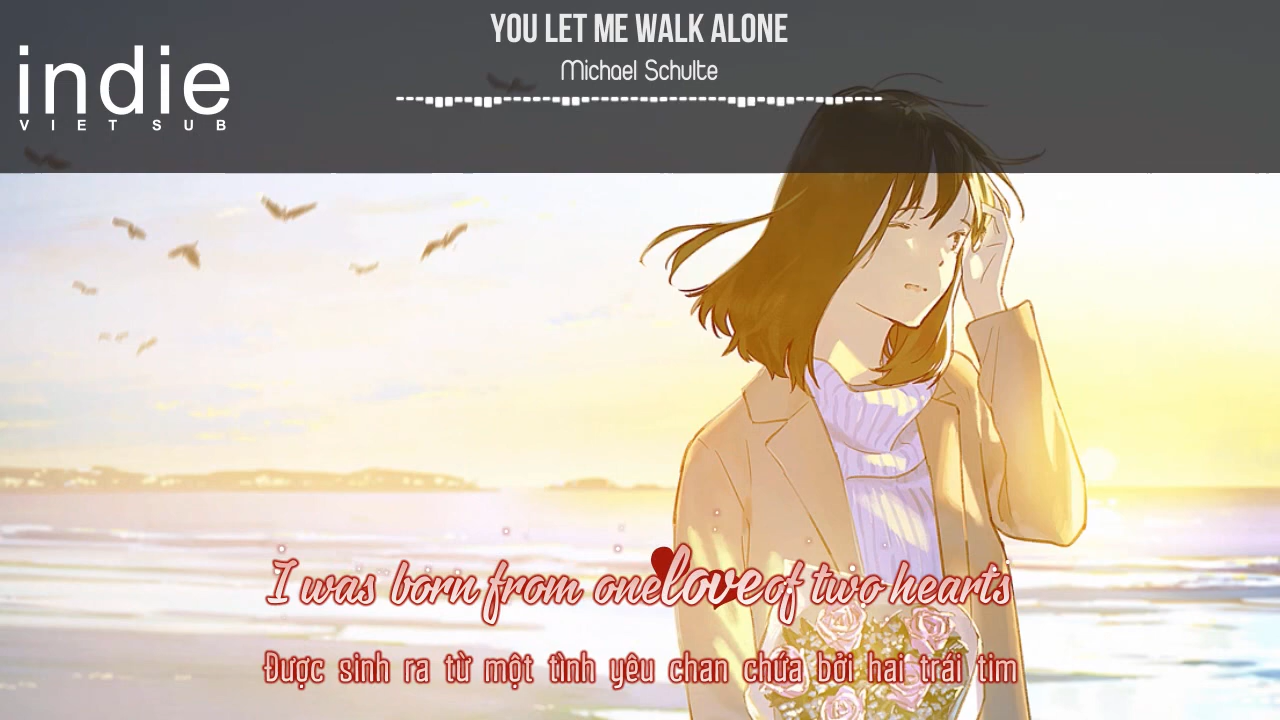 YOU LET ME WALK ALONE
Michael Schulte
indie
VIET SUB
I was born from one love of two hearts
Được sinh ra từ một tình yêu chan chứa bởi hai trái tim